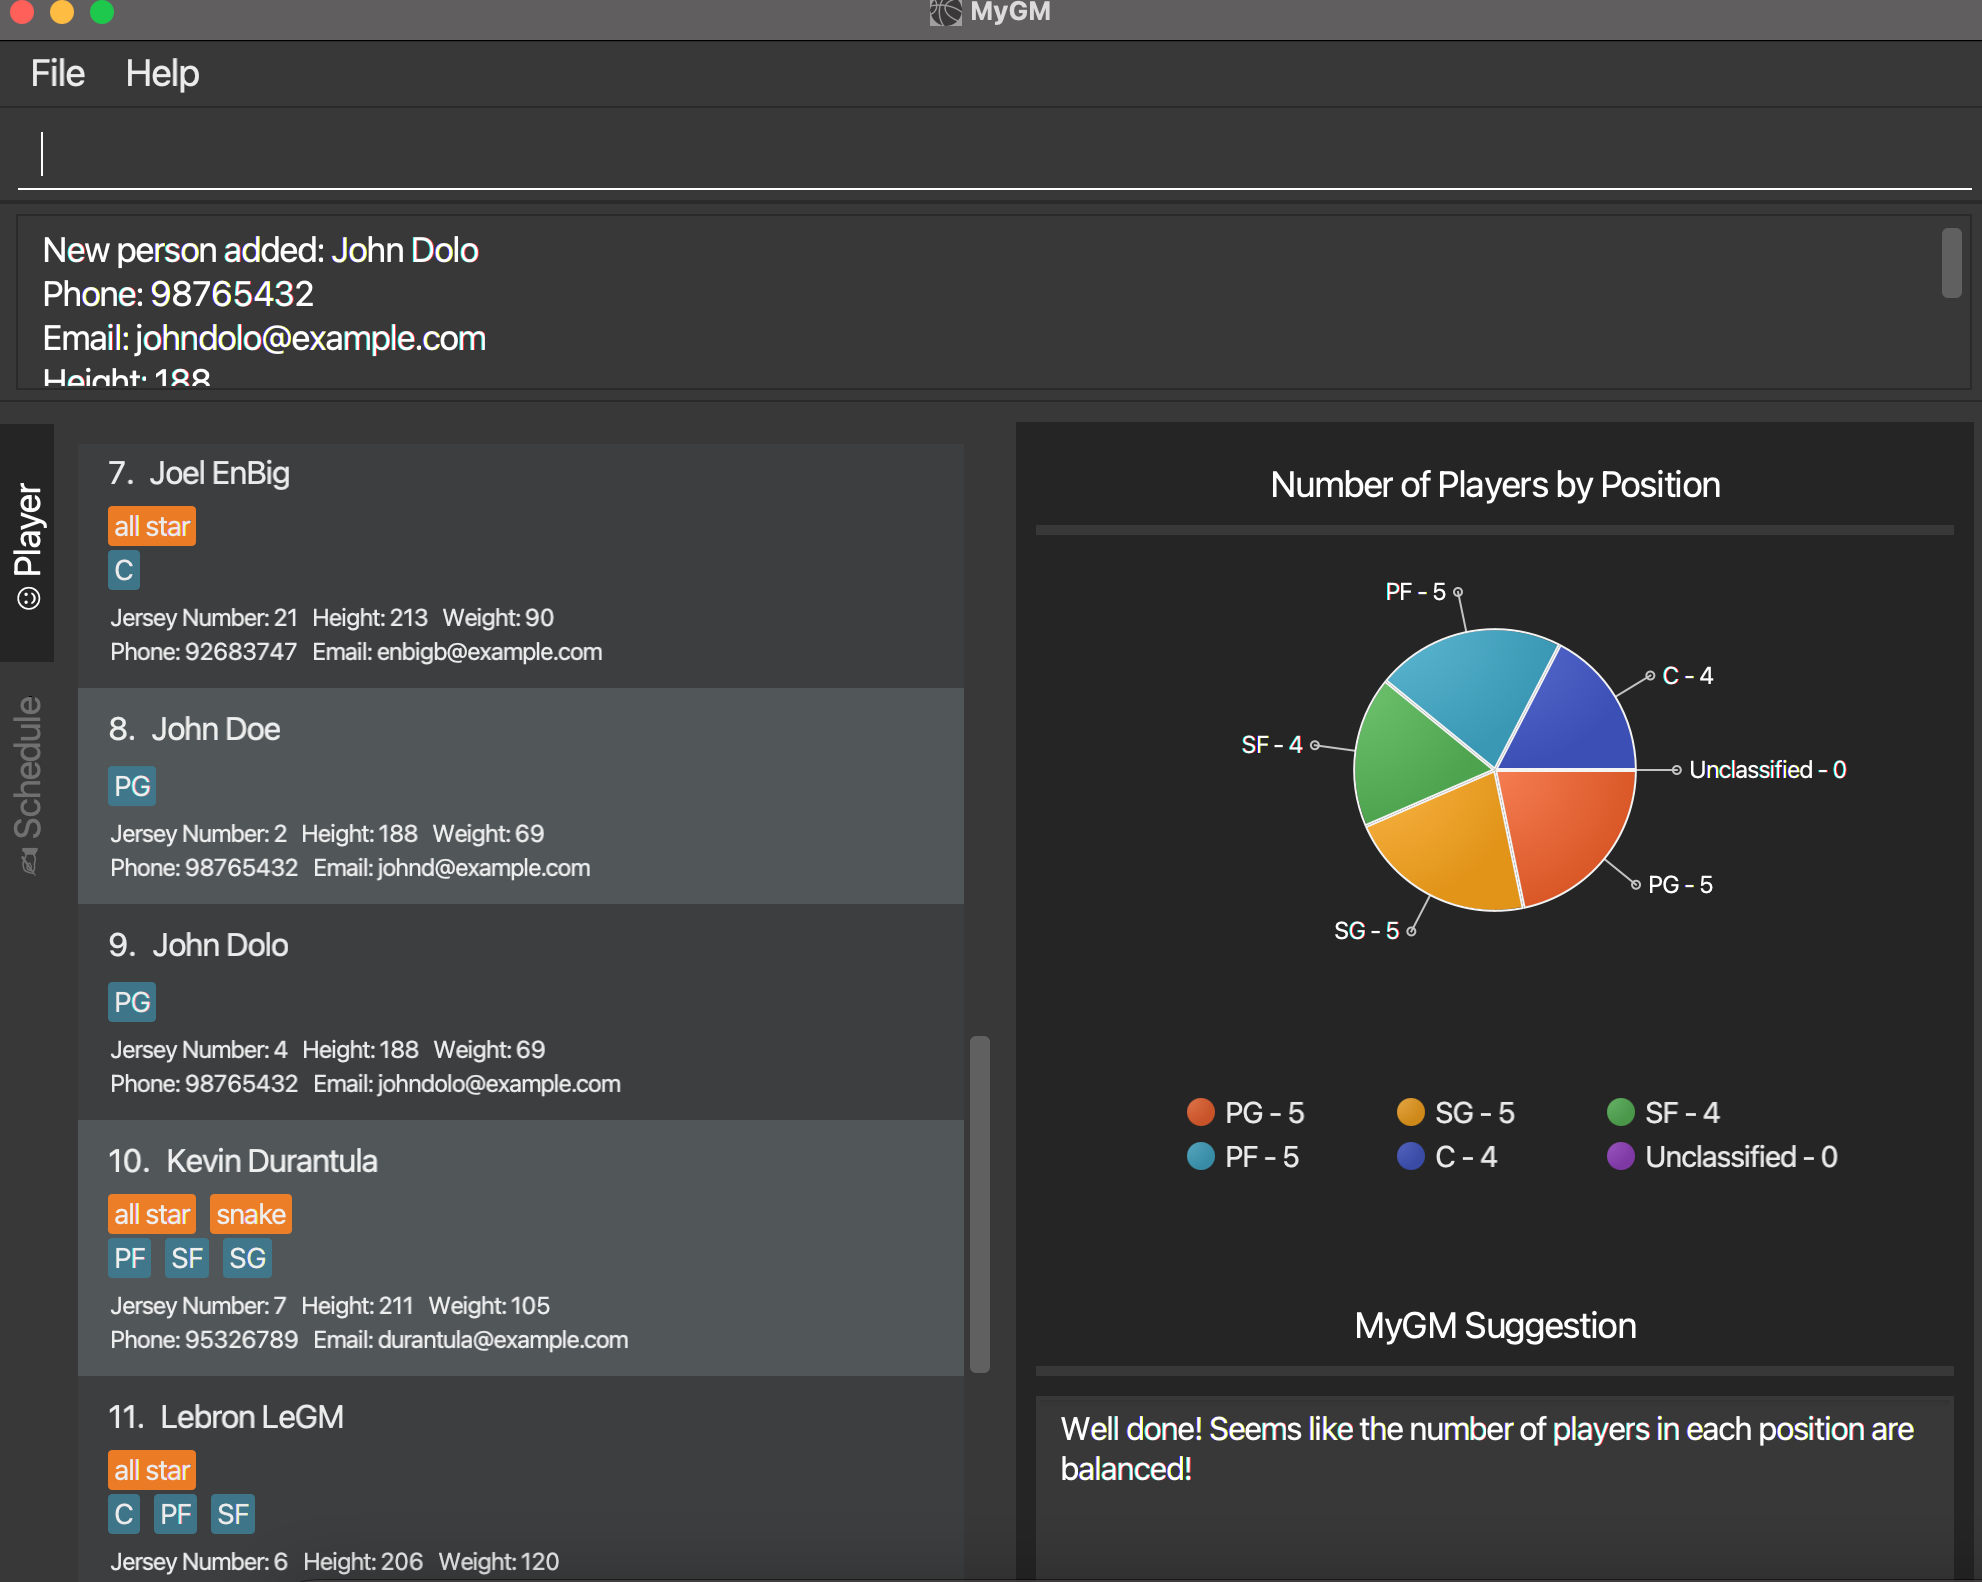 MyGM
File Help
New person added: John Dolo
Phone: 98765432
Email: johndolo@example.com
Height: 188
Player
Schedule
7. Joel EnBig
all star
C
Jersey Number: 21 Height: 213 Weight: 90
Phone: 92683747 Email: enbigb@example.com
8. John Doe
PG
Jersey Number: 2 Height: 188 Weight: 69
Phone: 98765432 Email: johnd@example.com
9. John Dolo
PG
Jersey Number: 4 Height: 188 Weight: 69
Phone: 98765432 Email: johndolo@example.com
10. Kevin Durantula
all star snake
PF SF SG
Jersey Number: 7 Height: 211 Weight: 105
Phone: 95326789 Email: durantula@example.com
11. Lebron LeGM
all star
C PF SF
Jersey Number: 6 Height: 206 Weight: 120
Number of Players by Position
PF - 5
C - 4
SF - 4
Unclassified - 0
PG - 5
SG - 5
PG - 5 SG - 5 SF - 4
PF - 5 C - 4 Unclassified - 0
MyGM Suggestion
Well done! Seems like the number of players in each position are
balanced!